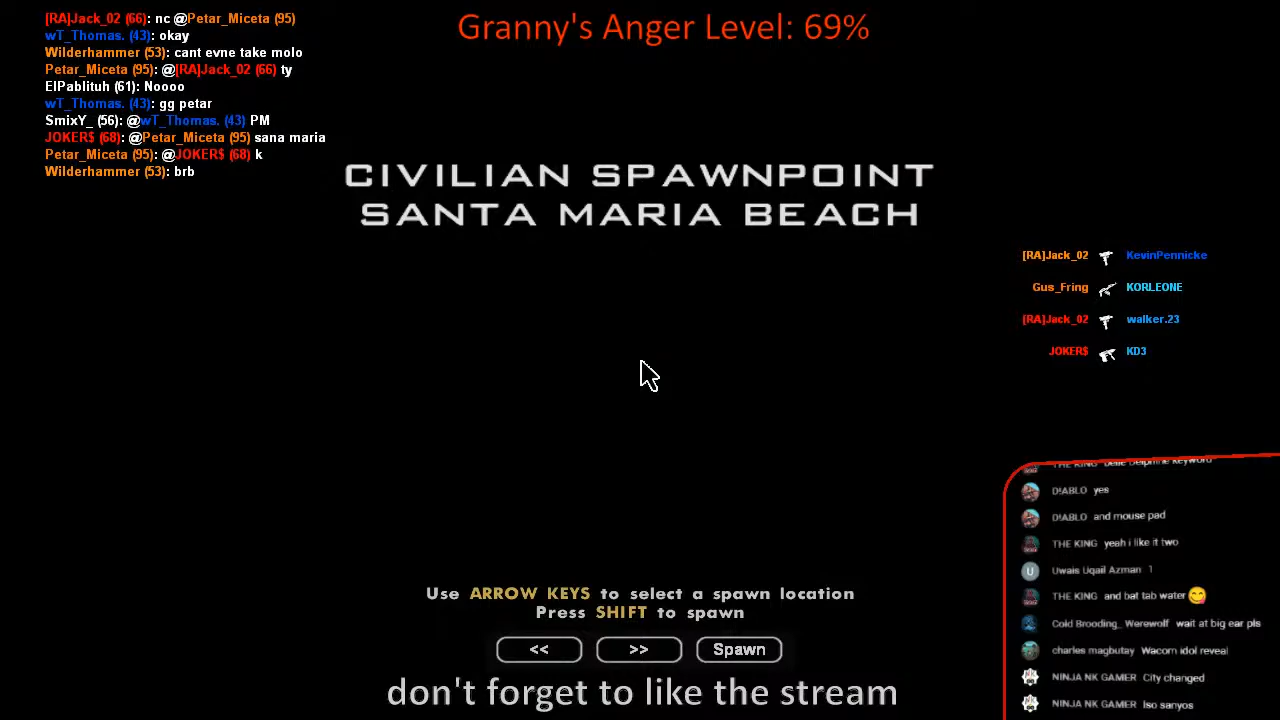 [RA]Jack_02 (66): nc @Petar_Miceta (95)
wT_Thomas. (43): okay
Wilderhammer (53): cant evne take molo
Petar_Miceta (95): @[RA]Jack_02 (66) ty
ElPablituh (61): Noooo
wT_Thomas. (43): gg petar
SmixY_ (56): @wT_Thomas. (43) PM
JOKER$ (68): @Petar_Miceta (95) sana maria
Petar_Miceta (95): @JOKER$ (68) k
Wilderhammer (53): brb
Granny's Anger Level: 69%
CIVILIAN SPAWNPOINT
SANTA MARIA BEACH
[RA]Jack_02 KevinPennicke
Gus_Fring KORLEONE
[RA]Jack_02 walker.23
JOKER$ KD3
THE KING belle delphine keyword
D!ABLO yes
D!ABLO and mouse pad
THE KING yeah i like it two
U Uwais Uqail Azman 1
THE KING and bat tab water😋
Cold Brooding_ Werewolf wait at big ear pls
charles magbutay Wacom idol reveal
NINJA NK GAMER City changed
NINJA NK GAMER Iso sanyos
Use ARROW KEYS to select a spawn location
Press SHIFT to spawn
<< >> Spawn
don't forget to like the stream